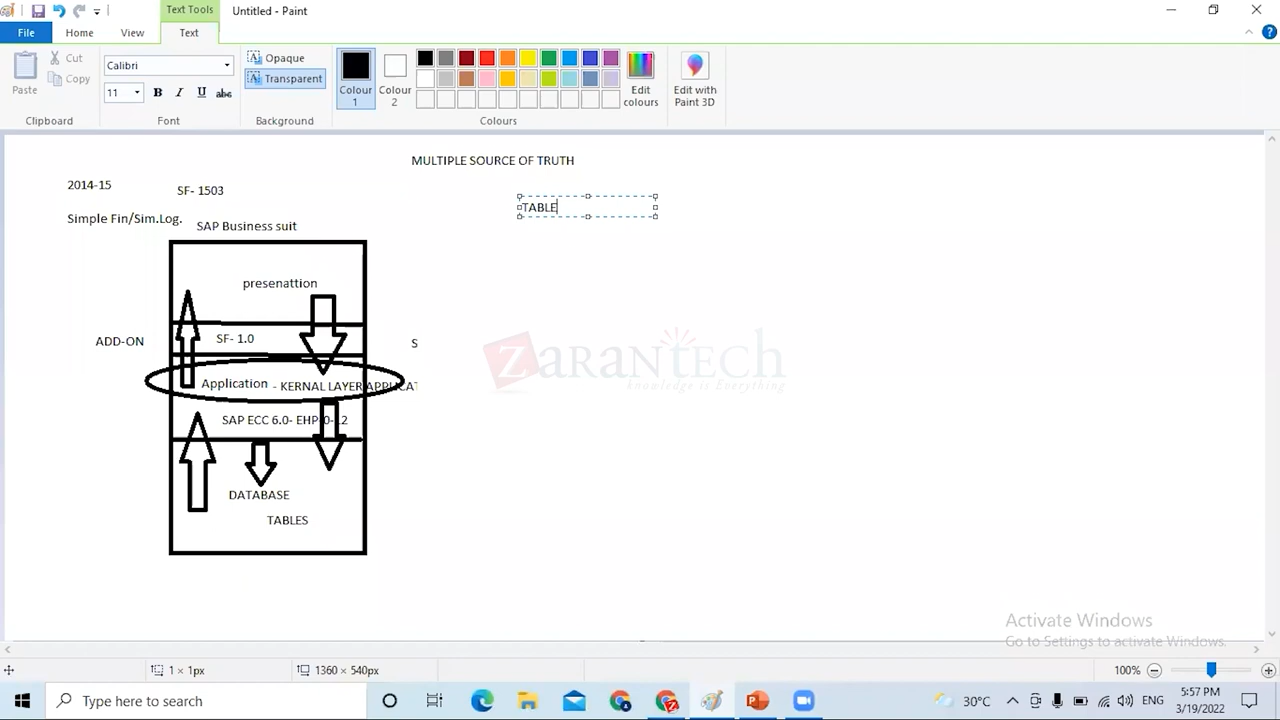 Text Tools
Untitled - Paint
File
Home
View
Text
Paste
Cut
Copy
Calibri
11
B I U abc
Opaque
Transparent
Colour 1
Colour 2
Edit colours
Edit with Paint 3D
Clipboard
Font
Background
Colours
MULTIPLE SOURCE OF TRUTH
2014-15
SF- 1503
TABLE
Simple Fin/Sim.Log.
SAP Business suit
presenattion
ADD-ON
SF- 1.0
S
Application - KERNAL LAYER APPLICAT
SAP ECC 6.0- EHP-0-12
DATABASE
TABLES
ZARANTECH
knowledge is Everything
Activate Windows
Go to Settings to activate Windows.
1 × 1px
1360 × 540px
100%
Type here to search
30°C
ENG
5:57 PM
3/19/2022